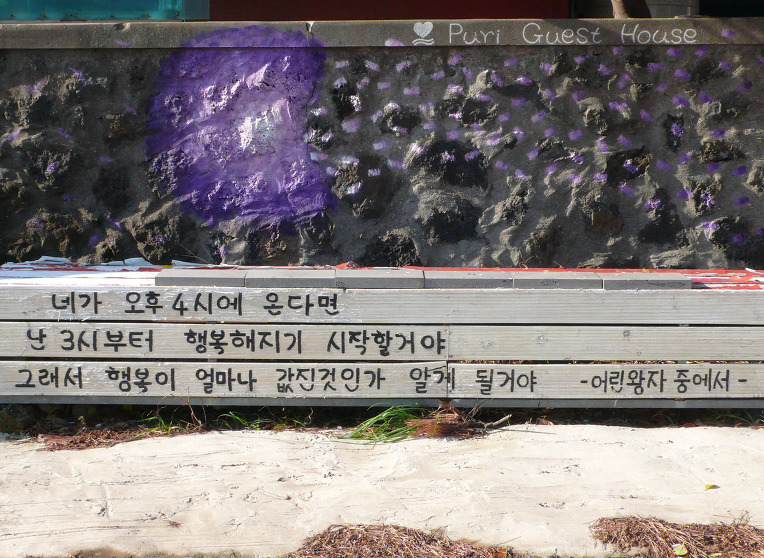 Puri Guest House
네가 오후 4시에 온다면
난 3시부터 행복해지기 시작할거야
그래서 행복이 얼마나 값진것인가 알게 될거야 -어린왕자 중에서-